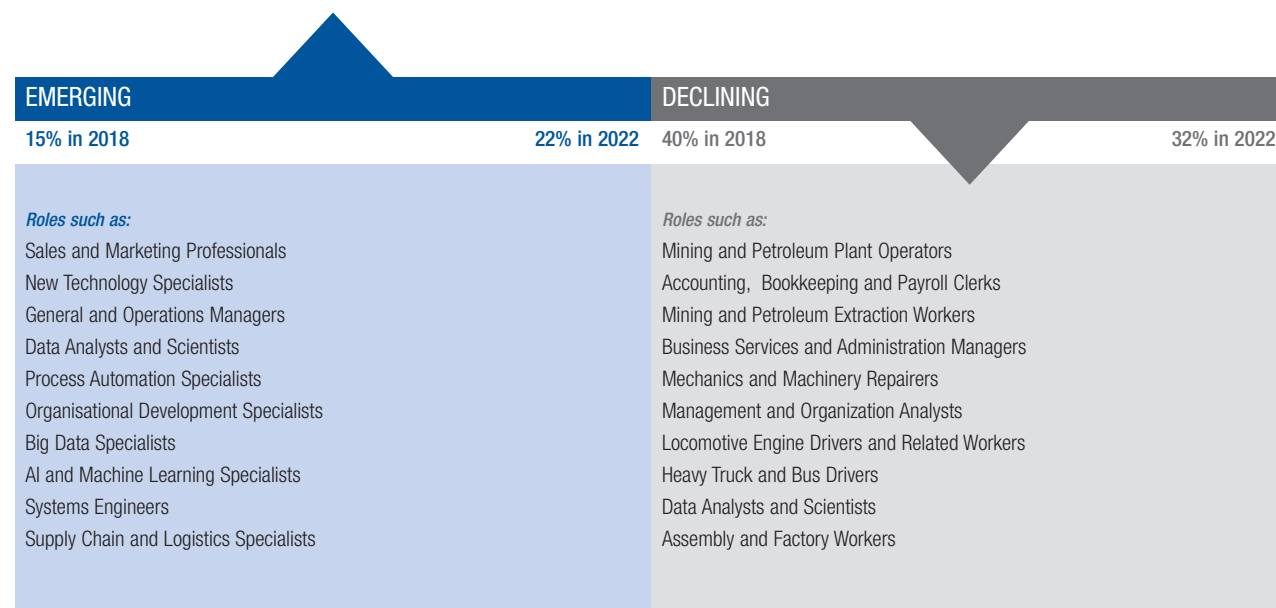 EMERGING
15% in 2018 22% in 2022
Roles such as:
Sales and Marketing Professionals
New Technology Specialists
General and Operations Managers
Data Analysts and Scientists
Process Automation Specialists
Organisational Development Specialists
Big Data Specialists
AI and Machine Learning Specialists
Systems Engineers
Supply Chain and Logistics Specialists
DECLINING
40% in 2018 32% in 2022
Roles such as:
Mining and Petroleum Plant Operators
Accounting, Bookkeeping and Payroll Clerks
Mining and Petroleum Extraction Workers
Business Services and Administration Managers
Mechanics and Machinery Repairers
Management and Organization Analysts
Locomotive Engine Drivers and Related Workers
Heavy Truck and Bus Drivers
Data Analysts and Scientists
Assembly and Factory Workers